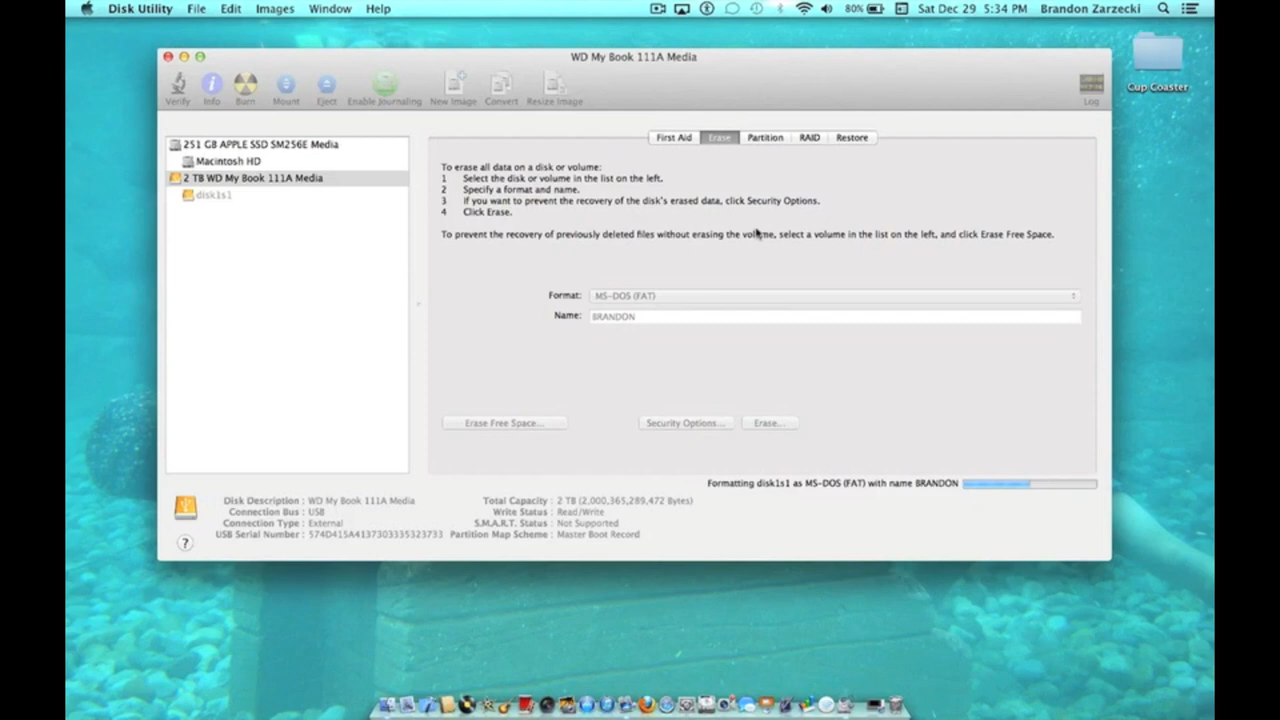 Disk Utility File Edit Images Window Help 80% Sat Dec 29 5:34 PM Brandon Zarzecki
WD My Book 111A Media
Verify Info Burn Mount Eject Enable Journaling New Image Convert Resize Image Log
Cup Coaster
First Aid Erase Partition RAID Restore
251 GB APPLE SSD SM256E Media
Macintosh HD
2 TB WD My Book 111A Media
disk1s1
To erase all data on a disk or volume:
1 Select the disk or volume in the list on the left.
2 Specify a format and name.
3 If you want to prevent the recovery of the disk's erased data, click Security Options.
4 Click Erase.
To prevent the recovery of previously deleted files without erasing the volume, select a volume in the list on the left, and click Erase Free Space.
Format: MS-DOS (FAT)
Name: BRANDON
Erase Free Space... Security Options... Erase...
Formatting disk1s1 as MS-DOS (FAT) with name BRANDON
Disk Description : WD My Book 111A Media Total Capacity : 2 TB (2,000,365,289,472 Bytes)
Connection Bus : USB Write Status : Read/Write
Connection Type : External S.M.A.R.T. Status : Not Supported
USB Serial Number : 574D415A4137303335323733 Partition Map Scheme : Master Boot Record
?